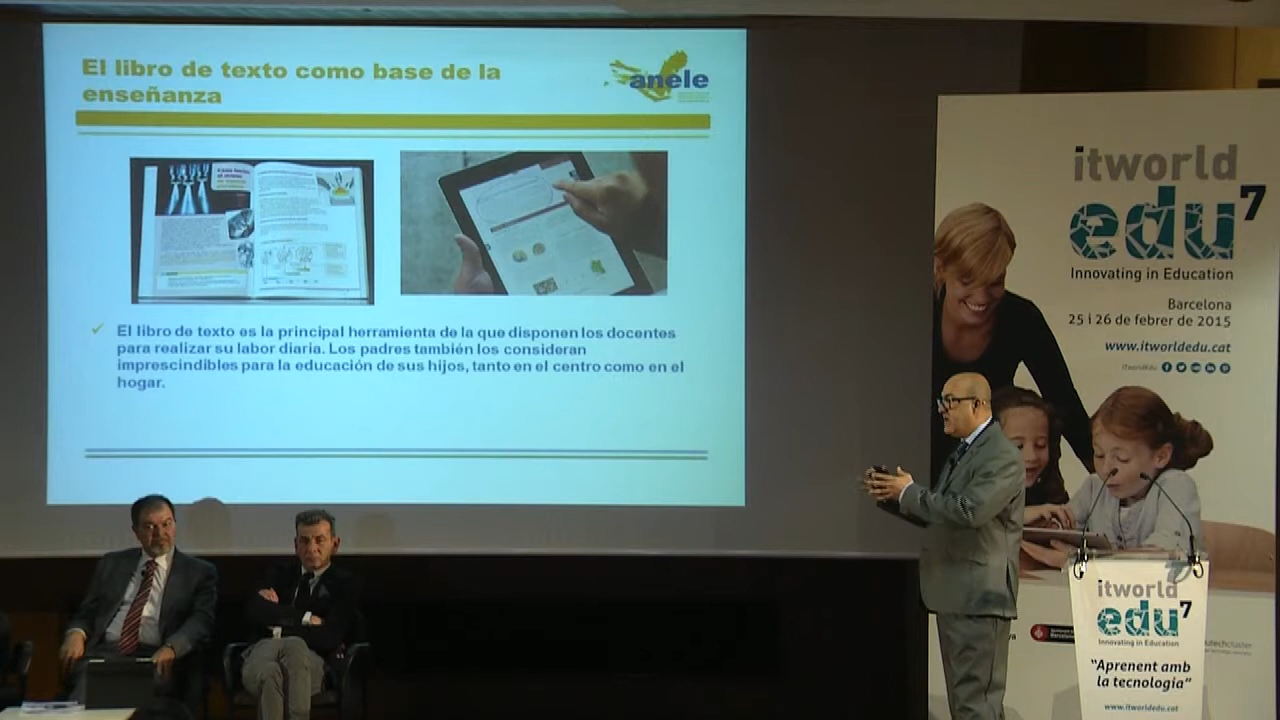 El libro de texto como base de la
enseñanza
anele
El libro de texto es la principal herramienta de la que disponen los docentes
para realizar su labor diaria. Los padres también los consideran
imprescindibles para la educación de sus hijos, tanto en el centro como en el
hogar.
itworld
edu7
Innovating in Education
Barcelona
25 i 26 de febrer de 2015
www.itworldedu.cat
ITworldEdu
itworld
edu7
Innovating in Education
"Aprenent amb
la tecnologia"
www.itworldedu.cat